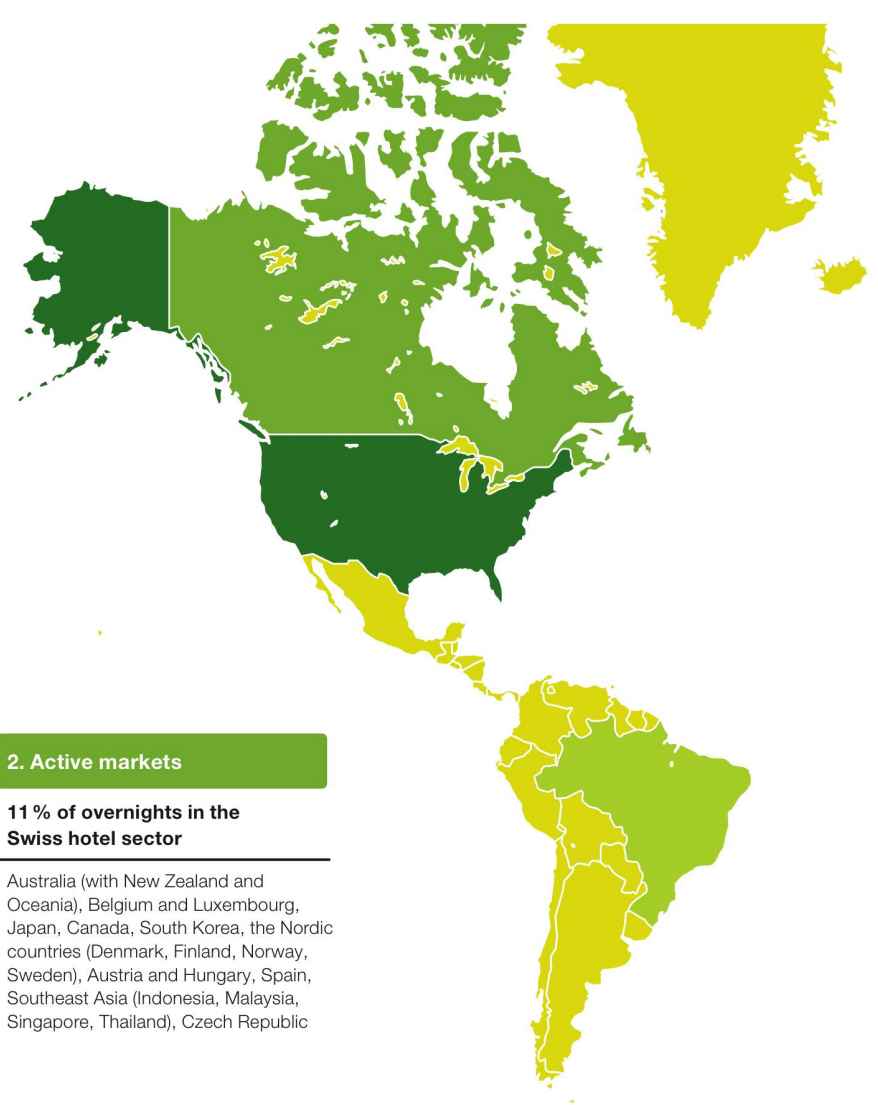 2. Active markets
11 % of overnights in the
Swiss hotel sector
Australia (with New Zealand and
Oceania), Belgium and Luxembourg,
Japan, Canada, South Korea, the Nordic
countries (Denmark, Finland, Norway,
Sweden), Austria and Hungary, Spain,
Southeast Asia (Indonesia, Malaysia,
Singapore, Thailand), Czech Republic